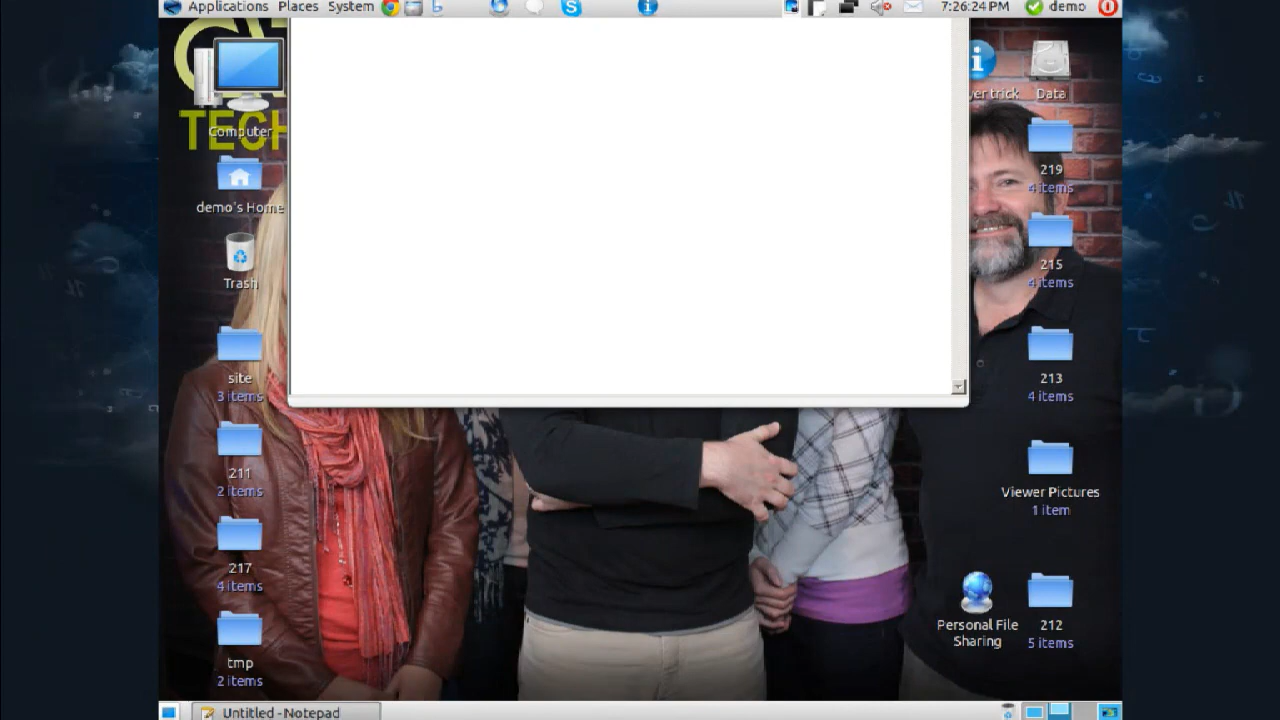 Applications Places System
7:26:24 PM demo
TECH
Computer
demo's Home
Trash
site
3 items
211
2 items
217
4 items
tmp
2 items
trick
Data
219
4 items
215
4 items
213
4 items
Viewer Pictures
1 item
Personal File
Sharing
212
5 items
Untitled - Notepad